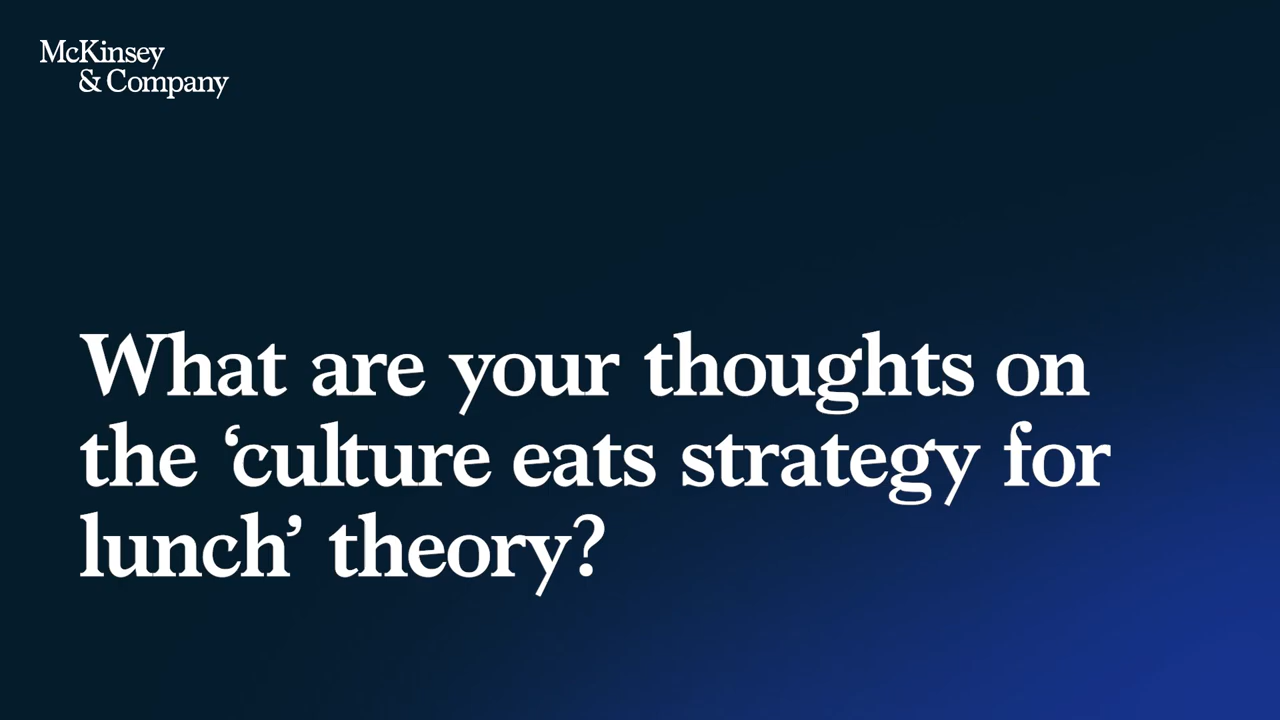 McKinsey
& Company
What are your thoughts on
the ‘culture eats strategy for
lunch’ theory?